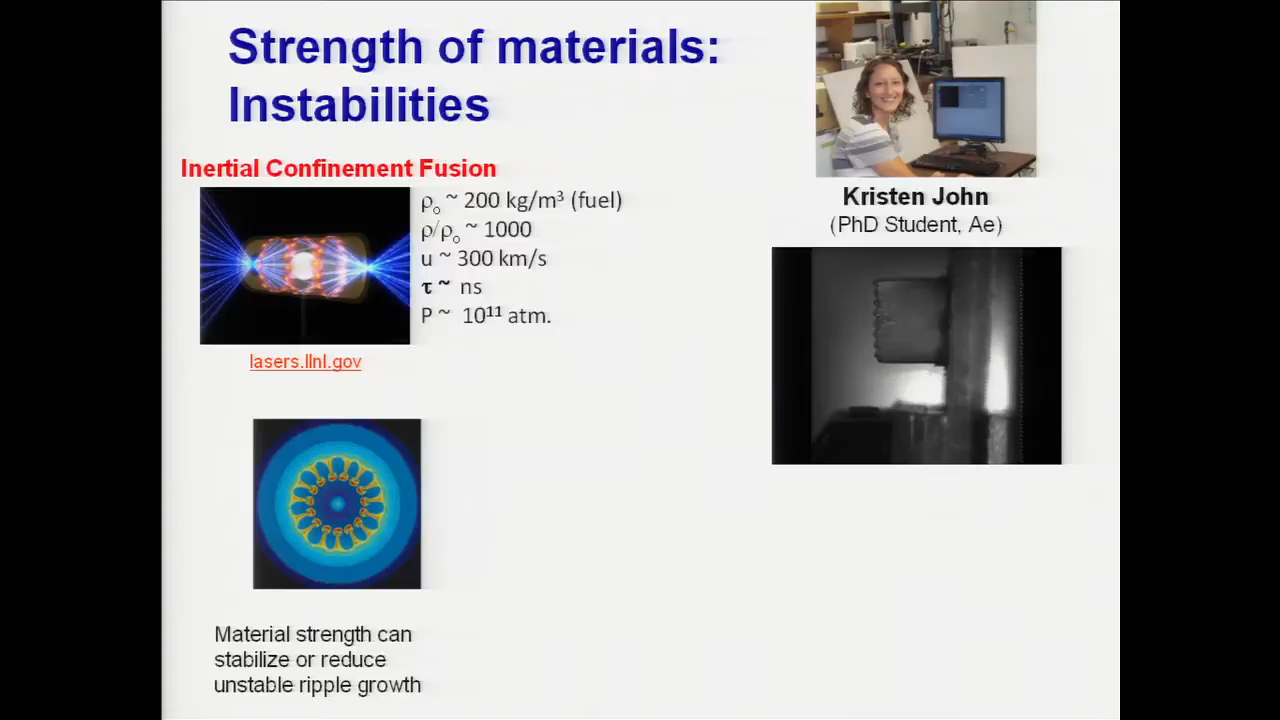 Strength of materials:
Instabilities
Inertial Confinement Fusion
ρₒ ~ 200 kg/m³ (fuel)
ρ/ρₒ ~ 1000
u ~ 300 km/s
τ ~ ns
P ~ 10¹¹ atm.
lasers.llnl.gov
Material strength can
stabilize or reduce
unstable ripple growth
Kristen John
(PhD Student, Ae)